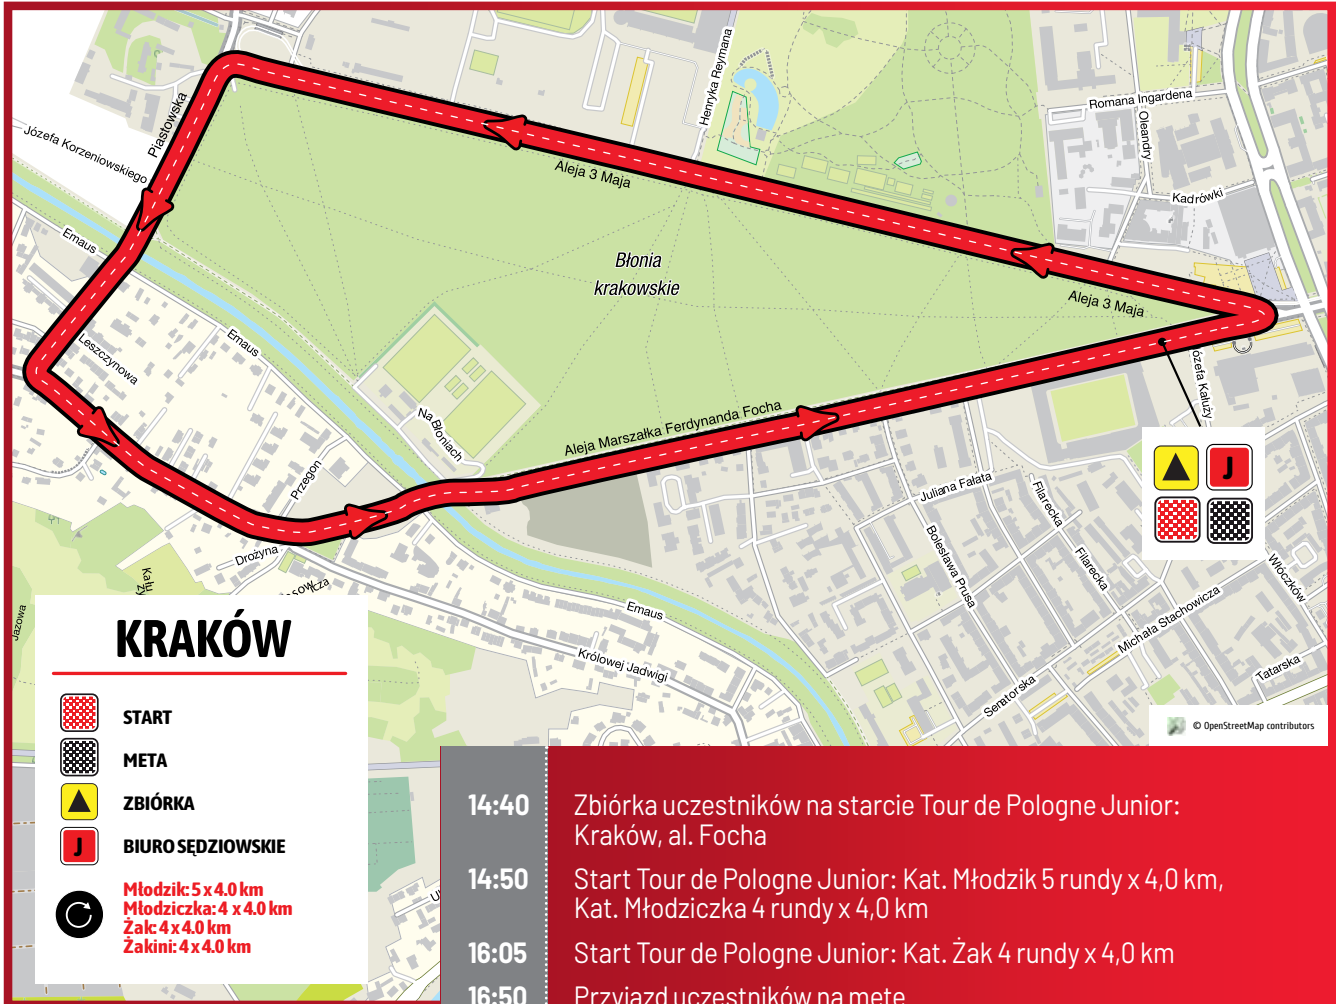 Henryka Reymana
Romana Ingardena
Oleandry
Kadrówki
Piastowska
Józefa Korzeniowskiego
Aleja 3 Maja
Błonia
krakowskie
Aleja 3 Maja
Emaus
Emaus
Leszczynowa
Na Błoniach
Aleja Marszałka Ferdynanda Focha
Józefa Kałuży
J
Przegon
Drożyna
Juliana Fałata
Filarecka
Filarecka
Bolesława Prusa
Włóczków
Michała Stachowicza
Tatarska
Senatorska
Emaus
Królowej Jadwigi
Jazowa
© OpenStreetMap contributors
KRAKÓW
START
META
ZBIÓRKA
J BIURO SĘDZIOWSKIE
Młodzik: 5 x 4.0 km
Młodziczka: 4 x 4.0 km
Żak: 4 x 4.0 km
Żakini: 4 x 4.0 km
14:40 Zbiórka uczestników na starcie Tour de Pologne Junior:
Kraków, al. Focha
14:50 Start Tour de Pologne Junior: Kat. Młodzik 5 rundy x 4,0 km,
Kat. Młodziczka 4 rundy x 4,0 km
16:05 Start Tour de Pologne Junior: Kat. Żak 4 rundy x 4,0 km
16:50 Przyjazd uczestników na metę